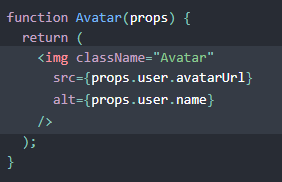 function Avatar(props) {
  return (
    <img className="Avatar"
      src={props.user.avatarUrl}
      alt={props.user.name}
    />
  );
}